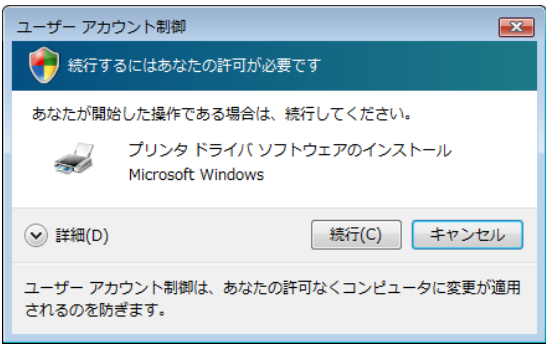 ユーザー アカウント制御
続行するにはあなたの許可が必要です
あなたが開始した操作である場合は、続行してください。
プリンタ ドライバ ソフトウェアのインストール
Microsoft Windows
詳細(D)
続行(C)
キャンセル
ユーザー アカウント制御は、あなたの許可なくコンピュータに変更が適用
されるのを防ぎます。